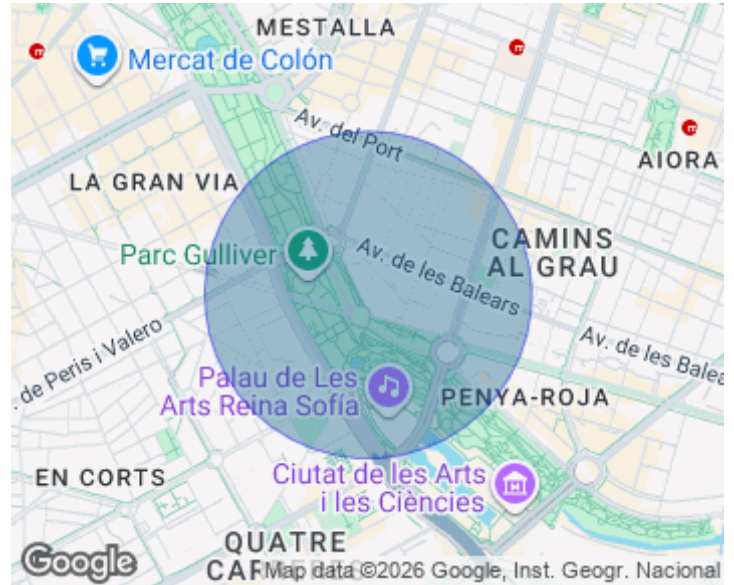 MESTALLA
Mercat de Colón
Av. del Port
AIORA
LA GRAN VIA
Parc Gulliver
Av. de les Balears
CAMINS
AL GRAU
. de Peris i Valero
Av. de les Balea
Palau de Les
Arts Reina Sofía
PENYA-ROJA
EN CORTS
Ciutat de les Arts
i les Ciències
QUATRE
CAR
Google
Map data ©2026 Google, Inst. Geogr. Nacional